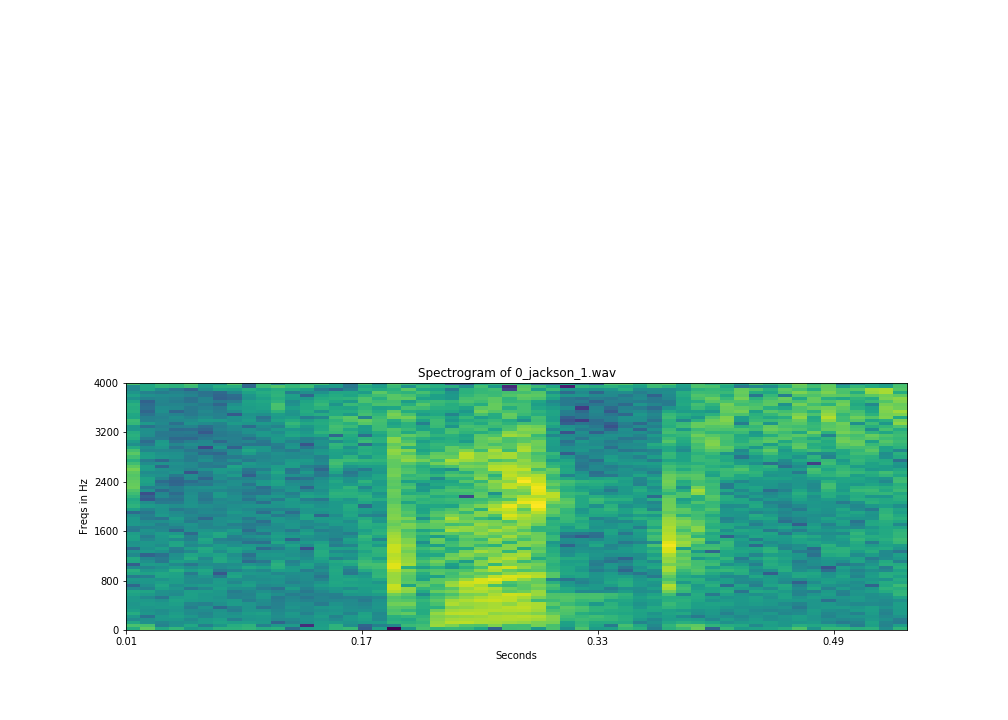 Spectrogram of 0_jackson_1.wav
4000
3200
2400
1600
800
0
Freqs in Hz
0.01 0.17 0.33 0.49
Seconds